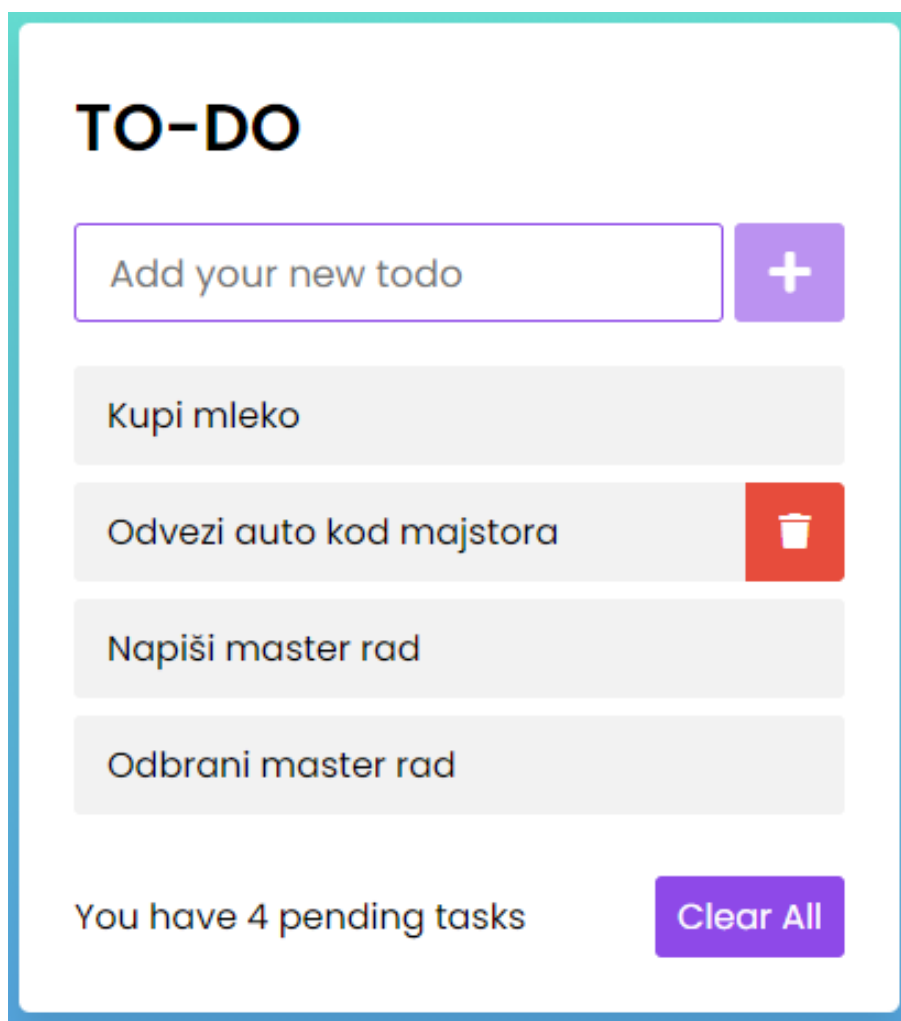 TO-DO
Add your new todo
Kupi mleko
Odvezi auto kod majstora
Napiši master rad
Odbrani master rad
You have 4 pending tasks
Clear All